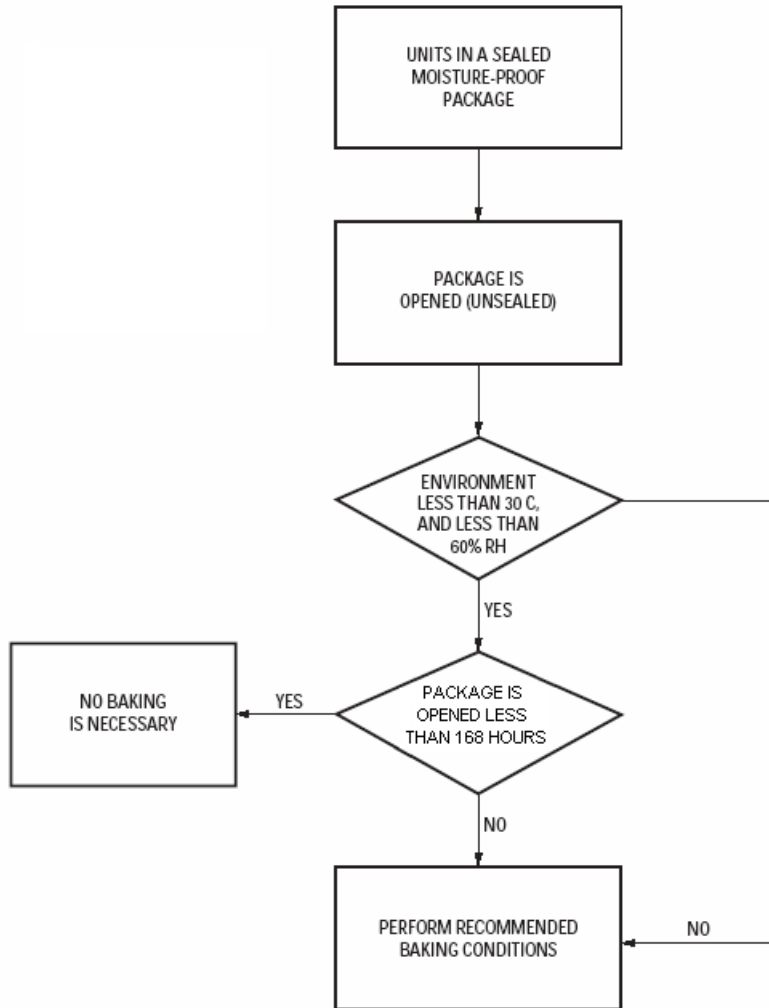 UNITS IN A SEALED
MOISTURE-PROOF
PACKAGE
PACKAGE IS
OPENED (UNSEALED)
ENVIRONMENT
LESS THAN 30 C,
AND LESS THAN
60% RH
YES
PACKAGE IS
OPENED LESS
THAN 168 HOURS
YES
NO BAKING
IS NECESSARY
NO
PERFORM RECOMMENDED
BAKING CONDITIONS
NO